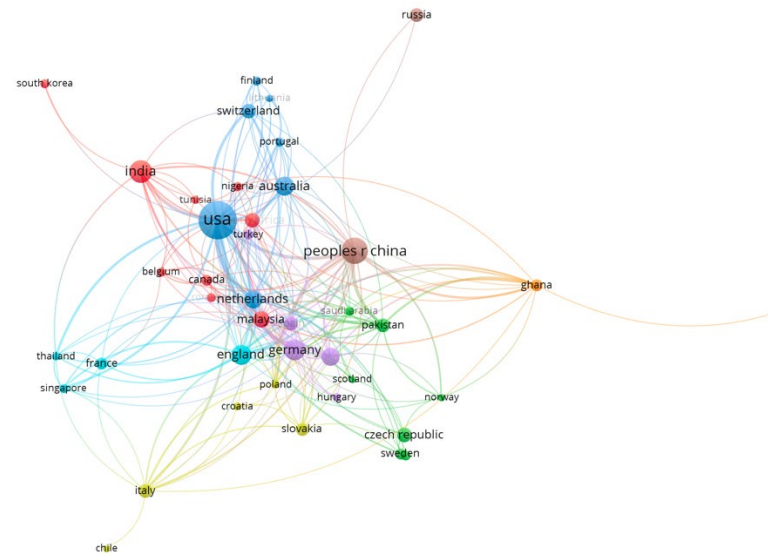 russia
south korea
finland
lithuania
switzerland
portugal
india
nigeria
australia
tunisia
usa
turkey
peoples r china
belgium
canada
ghana
netherlands
saudi arabia
malaysia
pakistan
germany
england
thailand
france
scotland
poland
singapore
hungary
norway
croatia
slovakia
czech republic
sweden
italy
chile